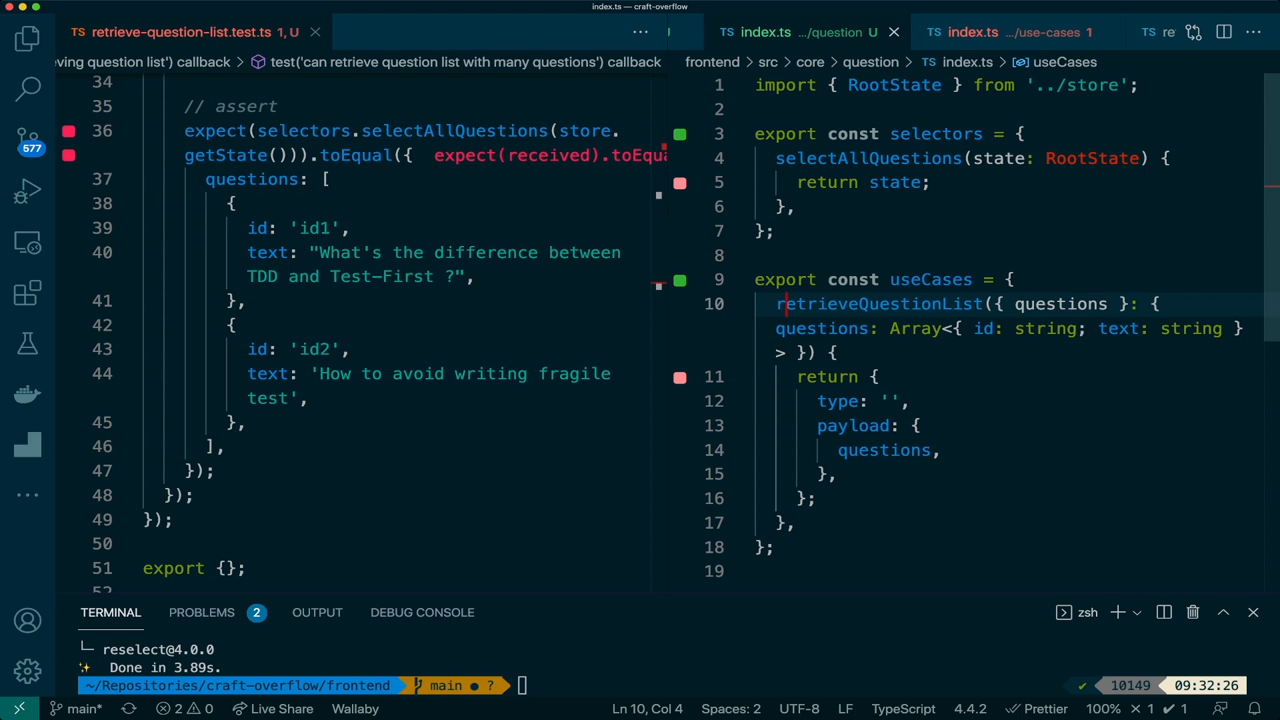 index.ts — craft-overflow
TS retrieve-question-list.test.ts 1, U
TS index.ts .../question U
TS index.ts .../use-cases 1
TS re
eving question list') callback > test('can retrieve question list with many questions') callback
frontend > src > core > question > TS index.ts > useCases
34
35 // assert
36 expect(selectors.selectAllQuestions(store.
getState())).toEqual({ expect(received).toEqua
37 questions: [
38 {
39 id: 'id1',
40 text: "What's the difference between
TDD and Test-First ?",
41 },
42 {
43 id: 'id2',
44 text: 'How to avoid writing fragile
test',
45 },
46 ],
47 });
48 });
49 });
50
51 export {};
52
1 import { RootState } from '../store';
2
3 export const selectors = {
4 selectAllQuestions(state: RootState) {
5 return state;
6 },
7 };
8
9 export const useCases = {
10 retrieveQuestionList({ questions }: {
questions: Array<{ id: string; text: string }
> }) {
11 return {
12 type: '',
13 payload: {
14 questions,
15 },
16 };
17 },
18 };
19
577
TERMINAL PROBLEMS 2 OUTPUT DEBUG CONSOLE
zsh
└─ reselect@4.0.0
✨ Done in 3.89s.
~/Repositories/craft-overflow/frontend main ● ?
✔ 10149 09:32:26
main* 2 0 Live Share Wallaby
Ln 10, Col 4 Spaces: 2 UTF-8 LF TypeScript 4.4.2 Prettier 100% × 1 ✓ 1